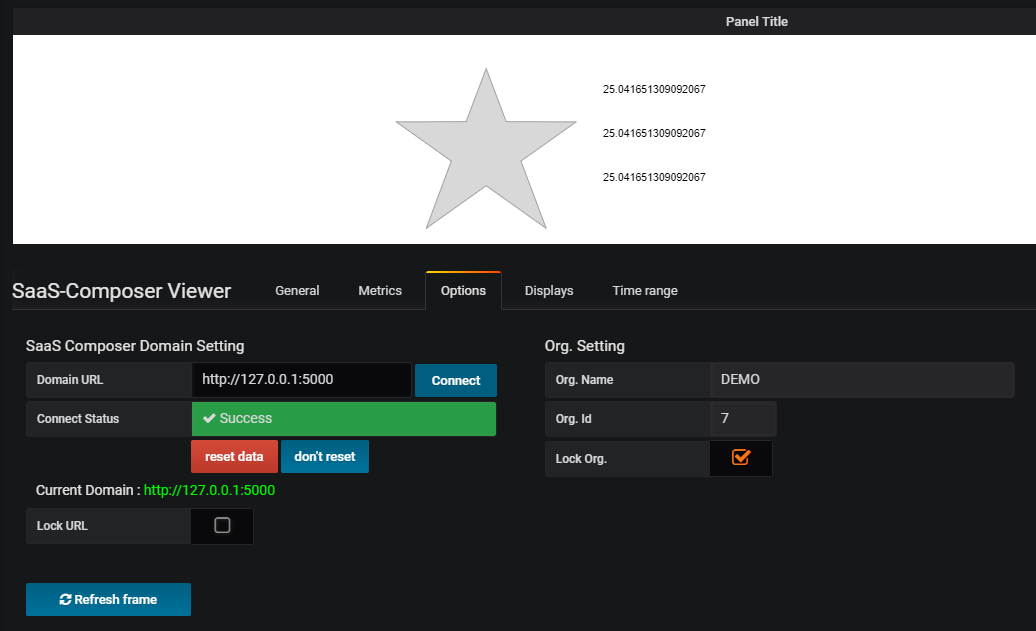 Panel Title
25.041651309092067
25.041651309092067
25.041651309092067
SaaS-Composer Viewer General Metrics Options Displays Time range
SaaS Composer Domain Setting
Domain URL http://127.0.0.1:5000 Connect
Connect Status Success
reset data don't reset
Current Domain : http://127.0.0.1:5000
Lock URL
Refresh frame
Org. Setting
Org. Name DEMO
Org. Id 7
Lock Org.